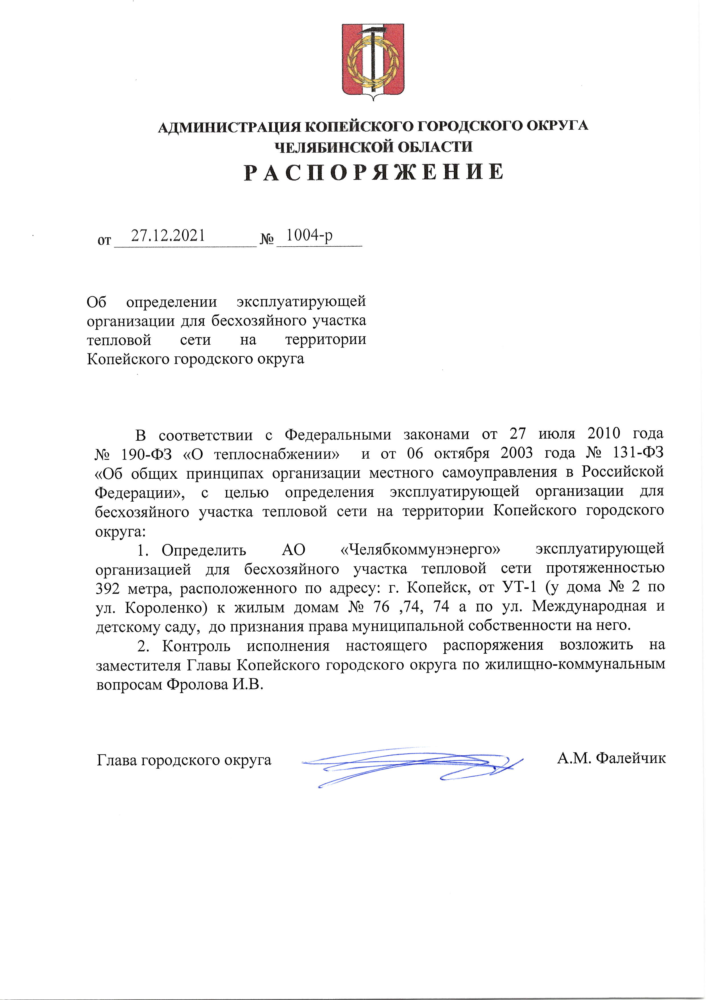 АДМИНИСТРАЦИЯ КОПЕЙСКОГО ГОРОДСКОГО ОКРУГА
ЧЕЛЯБИНСКОЙ ОБЛАСТИ
РАСПОРЯЖЕНИЕ
от 27.12.2021 № 1004-р
Об определении эксплуатирующей
организации для бесхозяйного участка
тепловой сети на территории
Копейского городского округа
В соответствии с Федеральными законами от 27 июля 2010 года
№ 190-ФЗ «О теплоснабжении» и от 06 октября 2003 года № 131-ФЗ
«Об общих принципах организации местного самоуправления в Российской
Федерации», с целью определения эксплуатирующей организации для
бесхозяйного участка тепловой сети на территории Копейского городского
округа:
1. Определить АО «Челябкоммунэнерго» эксплуатирующей
организацией для бесхозяйного участка тепловой сети протяженностью
392 метра, расположенного по адресу: г. Копейск, от УТ-1 (у дома № 2 по
ул. Короленко) к жилым домам № 76 ,74, 74 а по ул. Международная и
детскому саду, до признания права муниципальной собственности на него.
2. Контроль исполнения настоящего распоряжения возложить на
заместителя Главы Копейского городского округа по жилищно-коммунальным
вопросам Фролова И.В.
Глава городского округа А.М. Фалейчик